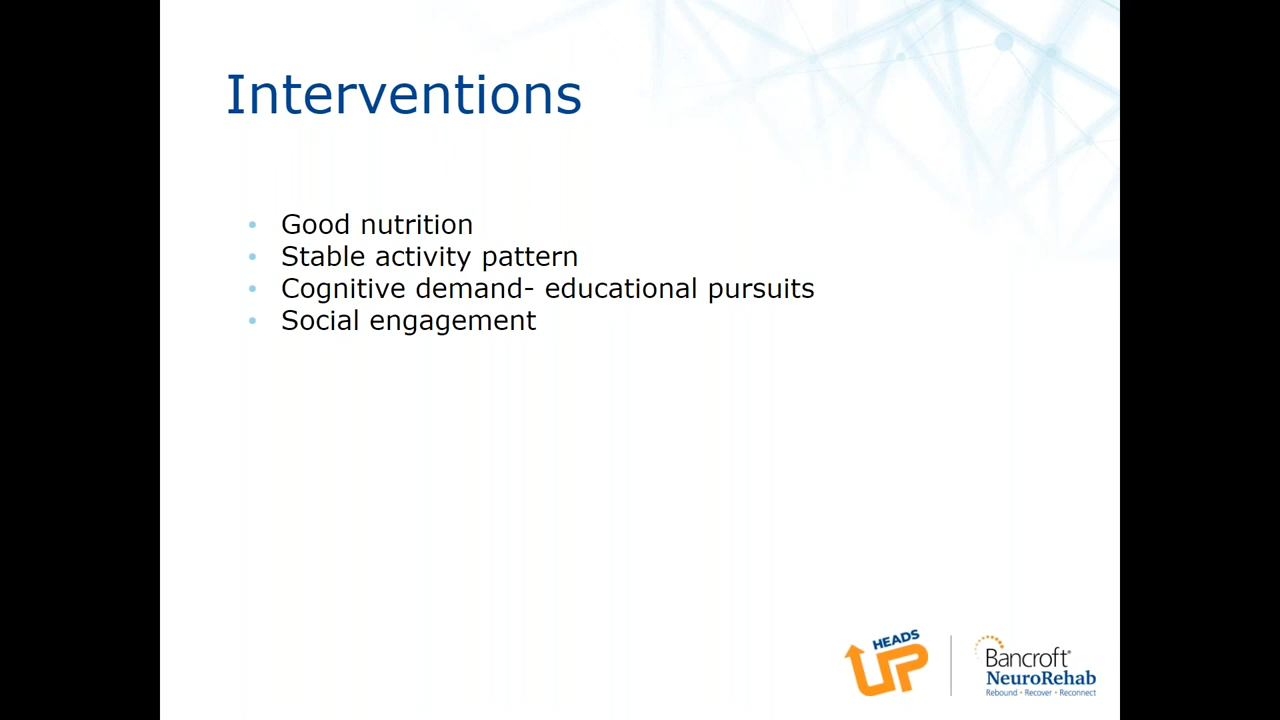 Interventions
• Good nutrition
• Stable activity pattern
• Cognitive demand- educational pursuits
• Social engagement
HEADS
UP
Bancroft®
NeuroRehab
Rebound • Recover • Reconnect